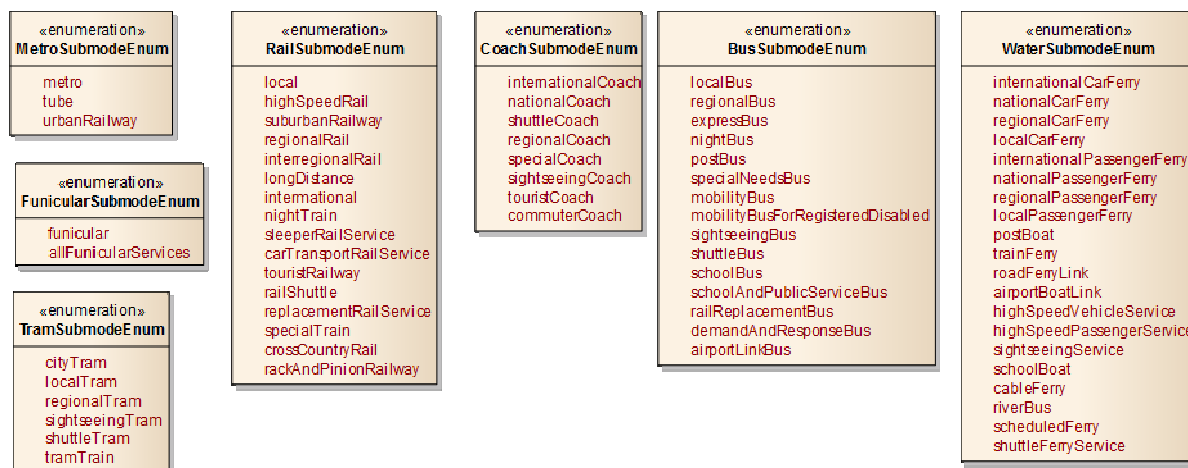 «enumeration»
MetroSubmodeEnum
metro
tube
urbanRailway
«enumeration»
FunicularSubmodeEnum
funicular
allFunicularServices
«enumeration»
TramSubmodeEnum
cityTram
localTram
regionalTram
sightseeingTram
shuttleTram
tramTrain
«enumeration»
RailSubmodeEnum
local
highSpeedRail
suburbanRailway
regionalRail
interregionalRail
longDistance
international
nightTrain
sleeperRailService
carTransportRailService
touristRailway
railShuttle
replacementRailService
specialTrain
crossCountryRail
rackAndPinionRailway
«enumeration»
CoachSubmodeEnum
internationalCoach
nationalCoach
shuttleCoach
regionalCoach
specialCoach
sightseeingCoach
touristCoach
commuterCoach
«enumeration»
BusSubmodeEnum
localBus
regionalBus
expressBus
nightBus
postBus
specialNeedsBus
mobilityBus
mobilityBusForRegisteredDisabled
sightseeingBus
shuttleBus
schoolBus
schoolAndPublicServiceBus
railReplacementBus
demandAndResponseBus
airportLinkBus
«enumeration»
WaterSubmodeEnum
internationalCarFerry
nationalCarFerry
regionalCarFerry
localCarFerry
internationalPassengerFerry
nationalPassengerFerry
regionalPassengerFerry
localPassengerFerry
postBoat
trainFerry
roadFerryLink
airportBoatLink
highSpeedVehicleService
highSpeedPassengerService
sightseeingService
schoolBoat
cableFerry
riverBus
scheduledFerry
shuttleFerryService